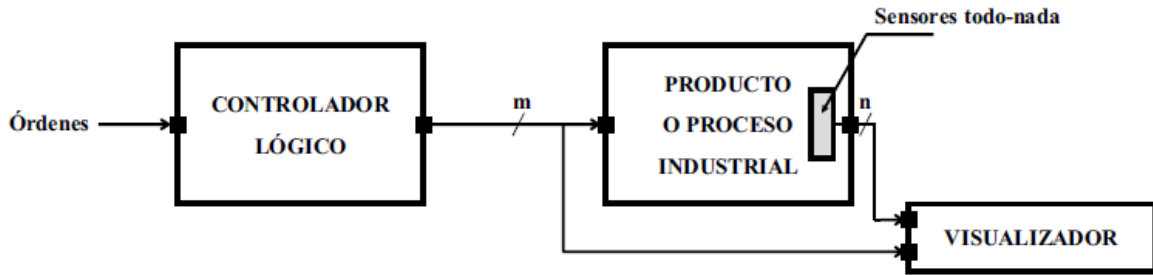 Sensores todo-nada
Órdenes
CONTROLADOR
LÓGICO
m
PRODUCTO
O PROCESO
INDUSTRIAL
n
VISUALIZADOR